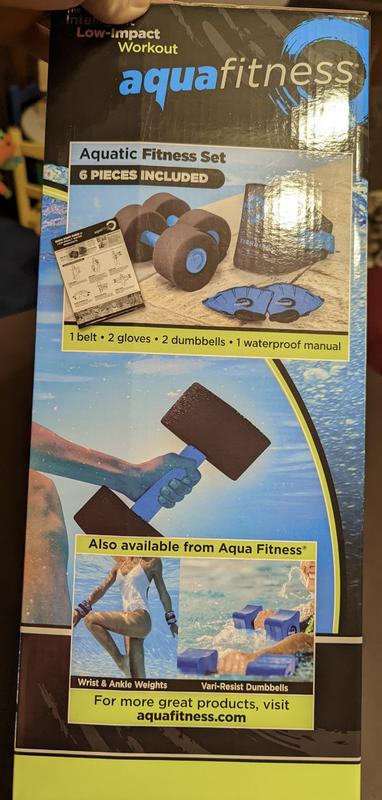 The
Low-Impact
Workout
aquafitness
Aquatic Fitness Set
6 PIECES INCLUDED
1 belt • 2 gloves • 2 dumbbells • 1 waterproof manual
Also available from Aqua Fitness®
Wrist & Ankle Weights
Vari-Resist Dumbbells
For more great products, visit
aquafitness.com